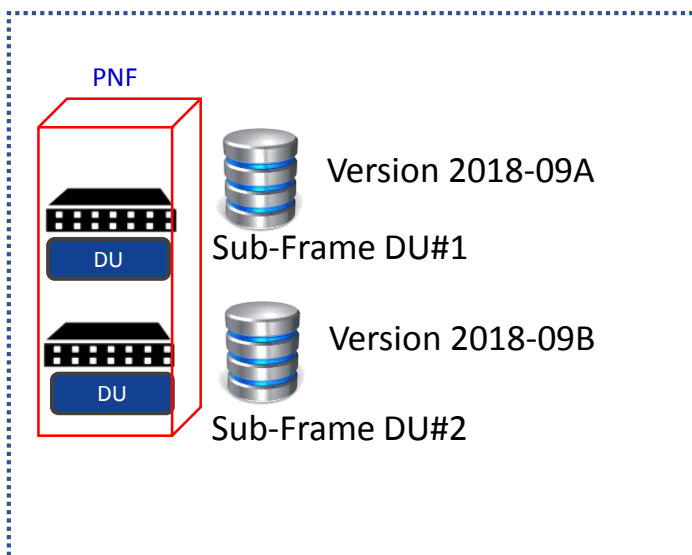 PNF
Version 2018-09A
DU
Sub-Frame DU#1
Version 2018-09B
DU
Sub-Frame DU#2